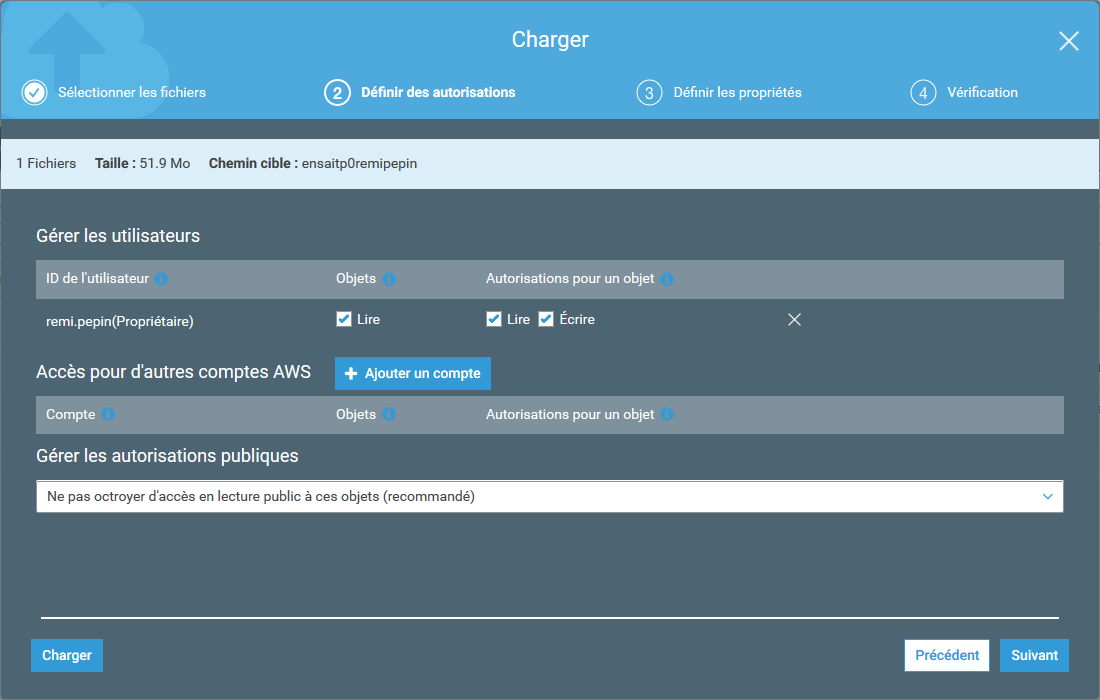 Charger
Sélectionner les fichiers 2 Définir des autorisations 3 Définir les propriétés 4 Vérification
1 Fichiers Taille : 51.9 Mo Chemin cible : ensaitp0remipepin
Gérer les utilisateurs
ID de l'utilisateur Objets Autorisations pour un objet
remi.pepin(Propriétaire) Lire Lire Écrire
Accès pour d'autres comptes AWS + Ajouter un compte
Compte Objets Autorisations pour un objet
Gérer les autorisations publiques
Ne pas octroyer d'accès en lecture public à ces objets (recommandé)
Charger Précédent Suivant